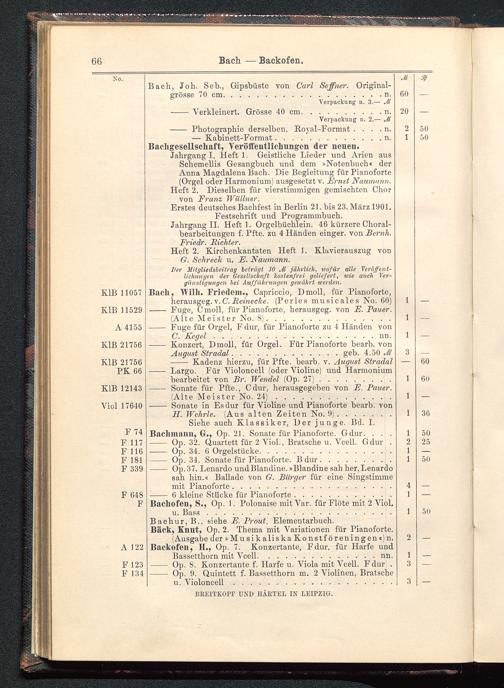 66 Bach — Backofen.
No. ℳ ₰
Bach, Joh. Seb., Gipsbüste von Carl Seffner. Original-
grösse 70 cm. . . . . . . . . . . . . . . . . . n. 60 —
Verpackung n. 3.— ℳ
—— Verkleinert. Grösse 40 cm. . . . . . . . . . n. 20 —
Verpackung n. 2.— ℳ
—— Photographie derselben. Royal-Format . . . . n. 2 50
—— Kabinett-Format. . . . . . . . . . . . . . n. 1 50
Bachgesellschaft, Veröffentlichungen der neuen.
Jahrgang I, Heft 1. Geistliche Lieder und Arien aus
Schemellis Gesangbuch und dem »Notenbuch« der
Anna Magdalena Bach. Die Begleitung für Pianoforte
(Orgel oder Harmonium) ausgesetzt v. Ernst Naumann.
Heft 2. Dieselben für vierstimmigen gemischten Chor
von Franz Wüllner.
Erstes deutsches Bachfest in Berlin 21. bis 23. März 1901.
Festschrift und Programmbuch.
Jahrgang II. Heft 1. Orgelbüchlein. 46 kürzere Choral-
bearbeitungen f. Pfte. zu 4 Händen einger. von Bernh.
Friedr. Richter.
Heft 2. Kirchenkantaten Heft 1. Klavierauszug von
G. Schreck u. E. Naumann.
Der Mitgliedsbeitrag beträgt 10 ℳ jährlich, wofür alle Veröffent-
lichungen der Gesellschaft kostenfrei geliefert, wie auch Ver-
günstigungen bei Aufführungen gewährt werden.
KlB 11057 Bach, Wilh. Friedem., Capriccio, D moll, für Pianoforte,
herausgeg. v. C. Reinecke. (Perles musicales No. 60) 1 —
KlB 11529 —— Fuge, C moll, für Pianoforte, herausgeg. von E. Pauer.
(Alte Meister No. 8). . . . . . . . . . . . . . 1 —
A 4155 —— Fuge für Orgel, F dur, für Pianoforte zu 4 Händen von
C. Kegel . . . . . . . . . . . . . . . . . nn. 1 —
KlB 21756 —— Konzert, D moll, für Orgel. Für Pianoforte bearb. von
August Stradal . . . . . . . . . . . geb. 4.50 ℳ 3 —
KlB 21756 —— Kadenz hierzu, für Pfte. bearb. v. August Stradal — 60
PK 66 —— Largo. Für Violoncell (oder Violine) und Harmonium
bearbeitet von Br. Wendel (Op. 27) . . . . . . . . 1 60
KlB 12143 —— Sonate für Pfte., C dur, herausgegeben von E. Pauer.
(Alte Meister No. 24) . . . . . . . . . . . . . 1 —
Viol 17640 —— Sonate in Es dur für Violine und Pianoforte bearb. von
H. Wehrle. (Aus alten Zeiten No. 9) . . . . . . . 1 36
Siehe auch Klassiker, Der junge. Bd. I.
F 74 Bachmann, G., Op. 21. Sonate für Pianoforte. G dur. . . . 1 50
F 117 —— Op. 32. Quartett für 2 Viol., Bratsche u. Vcell. G dur . 2 25
F 116 —— Op. 34. 6 Orgelstücke. . . . . . . . . . . . . 1 —
F 181 —— Op. 34. Sonate für Pianoforte. B dur. . . . . . . . 1 50
F 339 —— Op. 37. Lenardo und Blandine. »Blandine sah her, Lenardo
sah hin.« Ballade von G. Bürger für eine Singstimme
mit Pianoforte . . . . . . . . . . . . . . . . 4 —
F 648 —— 6 kleine Stücke für Pianoforte . . . . . . . . . . 1 —
F Bachofen, S., Op. 1. Polonaise mit Var. für Flöte mit 2 Viol.
u. Bass . . . . . . . . . . . . . . . . . . . 1 50
Bachur, B., siehe E. Prout, Elementarbuch.
Bäck, Knut, Op. 2. Thema mit Variationen für Pianoforte.
(Ausgabe der »Musikaliska Konstföreningen«) n. 2 —
A 122 Backofen, H., Op. 7. Konzertante, F dur. für Harfe und
Bassetthorn mit Vcell. . . . . . . . . . . . nn. 1 —
F 123 —— Op. 8. Konzertante f. Harfe u. Viola mit Vcell. F dur . 3 —
F 134 —— Op. 9. Quintett f. Bassetthorn m. 2 Violinen, Bratsche
u. Violoncell . . . . . . . . . . . . . . . . . 3 —
BREITKOPF UND HÄRTEL IN LEIPZIG.